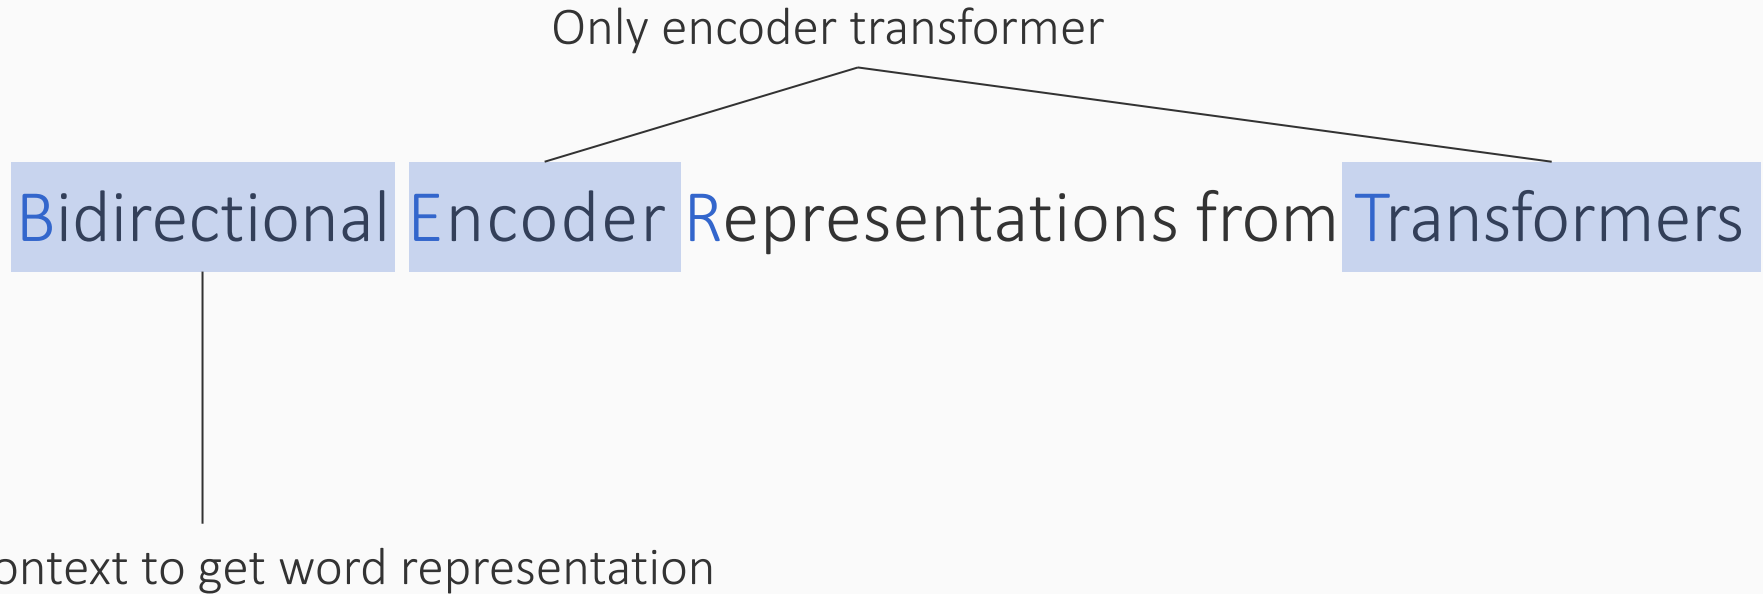 Only encoder transformer
Bidirectional Encoder Representations from Transformers
ontext to get word representation